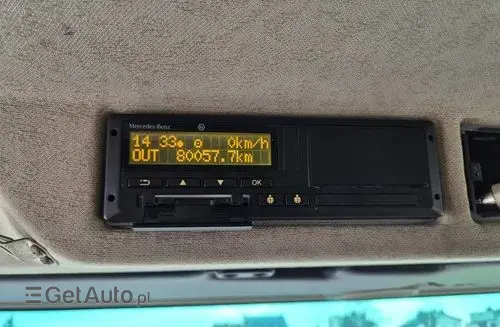 Mercedes-Benz
14 33 0km/h
OUT 80057.7km
OK
GetAuto.pl